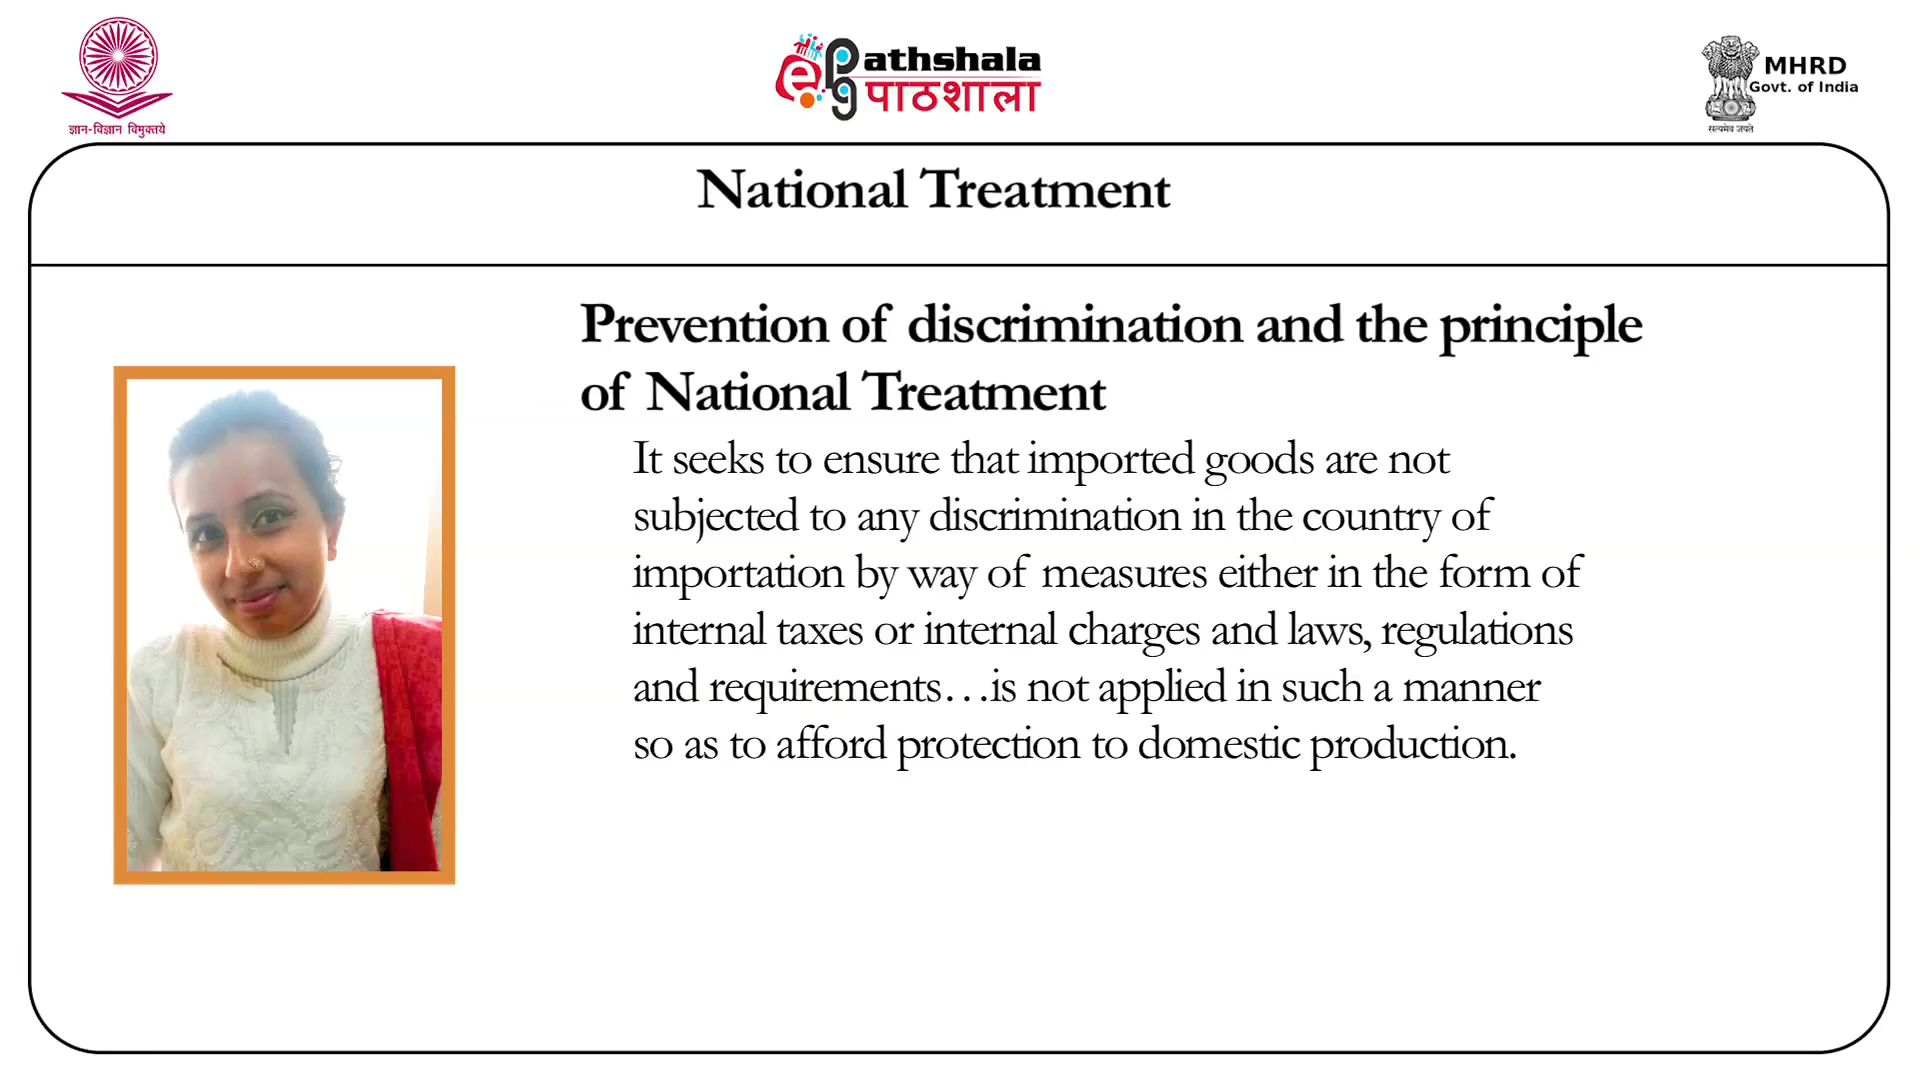 ज्ञान-विज्ञान विमुक्तये
ePathshala
पाठशाला
MHRD
Govt. of India
सत्यमेव जयते
National Treatment
Prevention of discrimination and the principle
of National Treatment
It seeks to ensure that imported goods are not
subjected to any discrimination in the country of
importation by way of measures either in the form of
internal taxes or internal charges and laws, regulations
and requirements…is not applied in such a manner
so as to afford protection to domestic production.